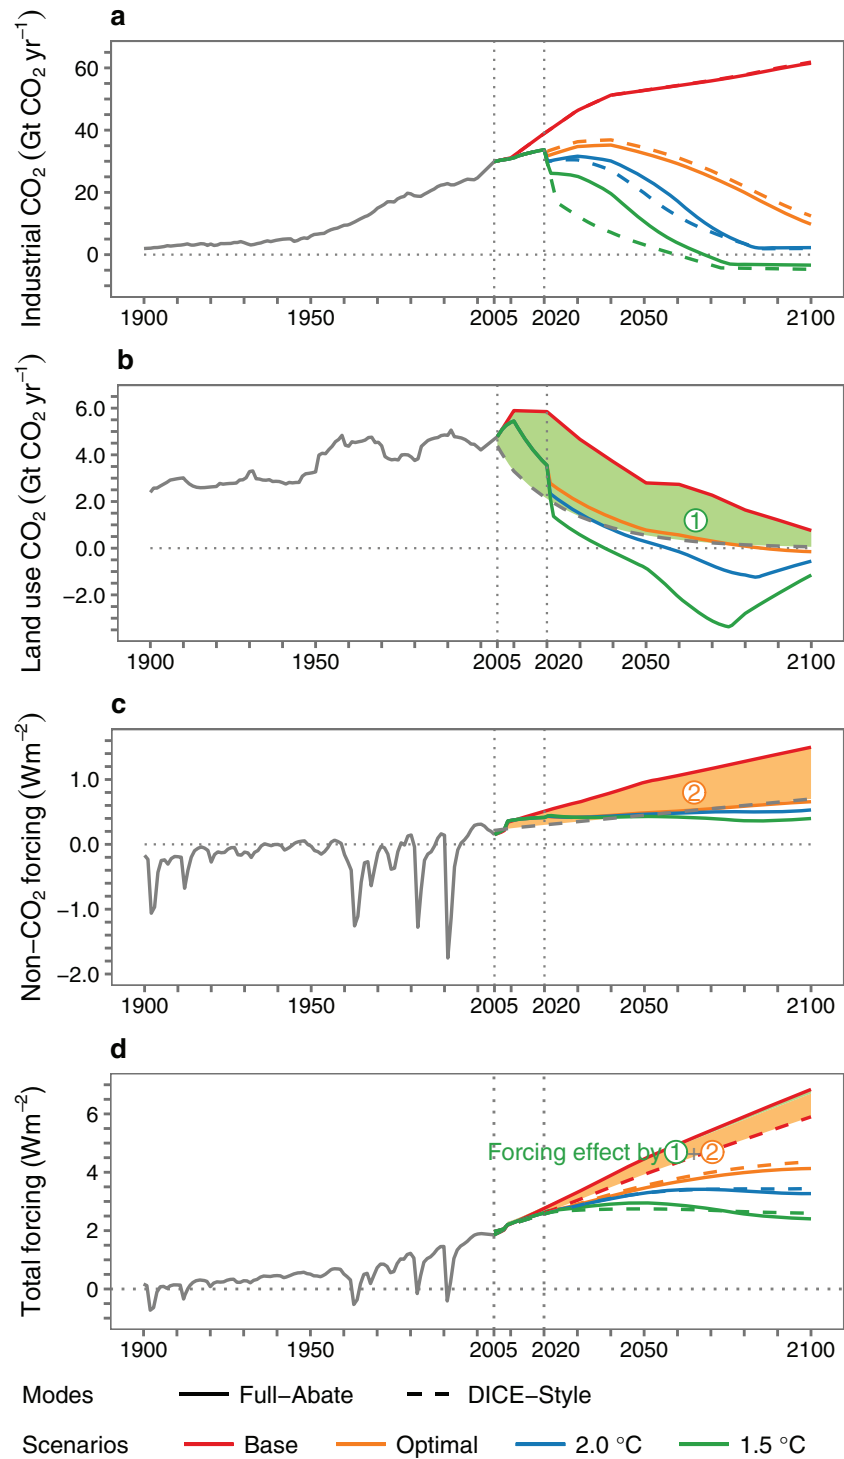 a
Industrial CO₂ (Gt CO₂ yr⁻¹)
60
40
20
0
1900 1950 2005 2020 2050 2100
b
Land use CO₂ (Gt CO₂ yr⁻¹)
6.0
4.0
2.0
0.0
−2.0
①
1900 1950 2005 2020 2050 2100
c
Non−CO₂ forcing (Wm⁻²)
1.0
0.0
−1.0
−2.0
②
1900 1950 2005 2020 2050 2100
d
Total forcing (Wm⁻²)
6
4
2
0
Forcing effect by ①+②
1900 1950 2005 2020 2050 2100
Modes Full−Abate DICE−Style
Scenarios Base Optimal 2.0 °C 1.5 °C